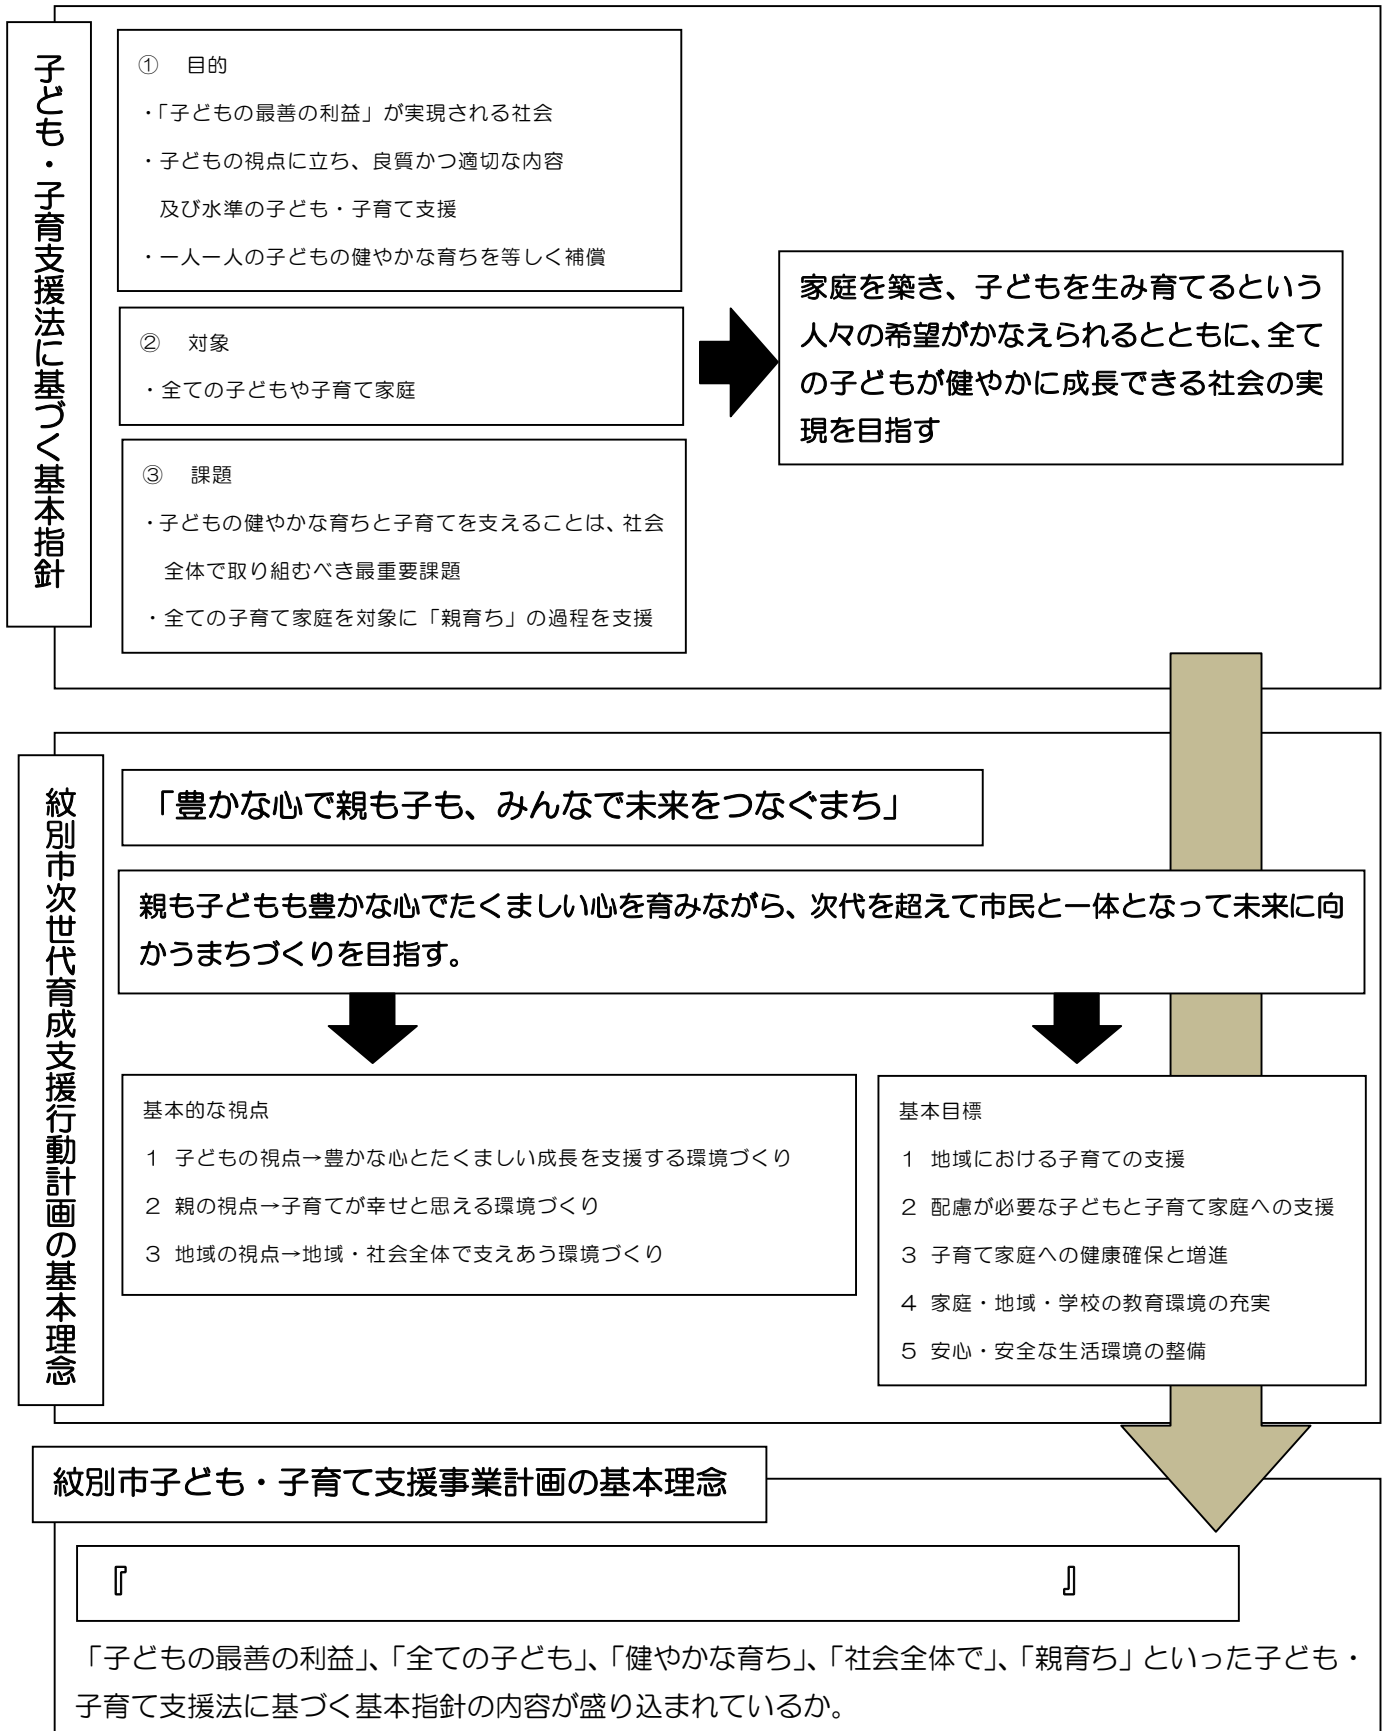 子ども・子育支援法に基づく基本指針
① 目的
・「子どもの最善の利益」が実現される社会
・子どもの視点に立ち、良質かつ適切な内容
及び水準の子ども・子育て支援
・一人一人の子どもの健やかな育ちを等しく補償
② 対象
・全ての子どもや子育て家庭
③ 課題
・子どもの健やかな育ちと子育てを支えることは、社会
全体で取り組むべき最重要課題
・全ての子育て家庭を対象に「親育ち」の過程を支援
家庭を築き、子どもを生み育てるという
人々の希望がかなえられるとともに、全て
の子どもが健やかに成長できる社会の実
現を目指す
紋別市次世代育成支援行動計画の基本理念
「豊かな心で親も子も、みんなで未来をつなぐまち」
親も子どもも豊かな心でたくましい心を育みながら、次代を超えて市民と一体となって未来に向
かうまちづくりを目指す。
基本的な視点
1 子どもの視点→豊かな心とたくましい成長を支援する環境づくり
2 親の視点→子育てが幸せと思える環境づくり
3 地域の視点→地域・社会全体で支えあう環境づくり
基本目標
1 地域における子育ての支援
2 配慮が必要な子どもと子育て家庭への支援
3 子育て家庭への健康確保と増進
4 家庭・地域・学校の教育環境の充実
5 安心・安全な生活環境の整備
紋別市子ども・子育て支援事業計画の基本理念
『 』
「子どもの最善の利益」、「全ての子ども」、「健やかな育ち」、「社会全体で」、「親育ち」といった子ども・
子育て支援法に基づく基本指針の内容が盛り込まれているか。